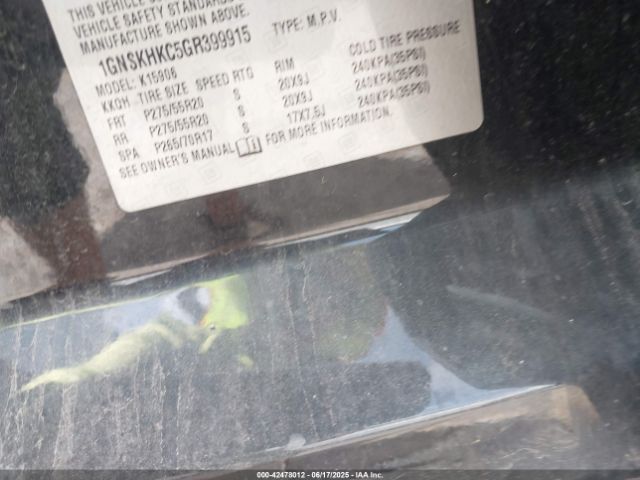 THIS VEHICLE
VEHICLE SAFETY STANDARDS
MANUFACTURE SHOWN ABOVE.
1GNSKHKC5GR399915 TYPE: M.P.V.
MODEL: K15906
KKOH TIRE SIZE SPEED RTG RIM COLD TIRE PRESSURE
FRT P275/55R20 S 20X9J 240KPA(35PSI)
RR P275/55R20 S 20X9J 240KPA(35PSI)
SPA P265/70R17 S 17X7.5J 240KPA(35PSI)
SEE OWNER'S MANUAL FOR MORE INFORMATION.
000-42478012 - 06/17/2025 - IAA, Inc.